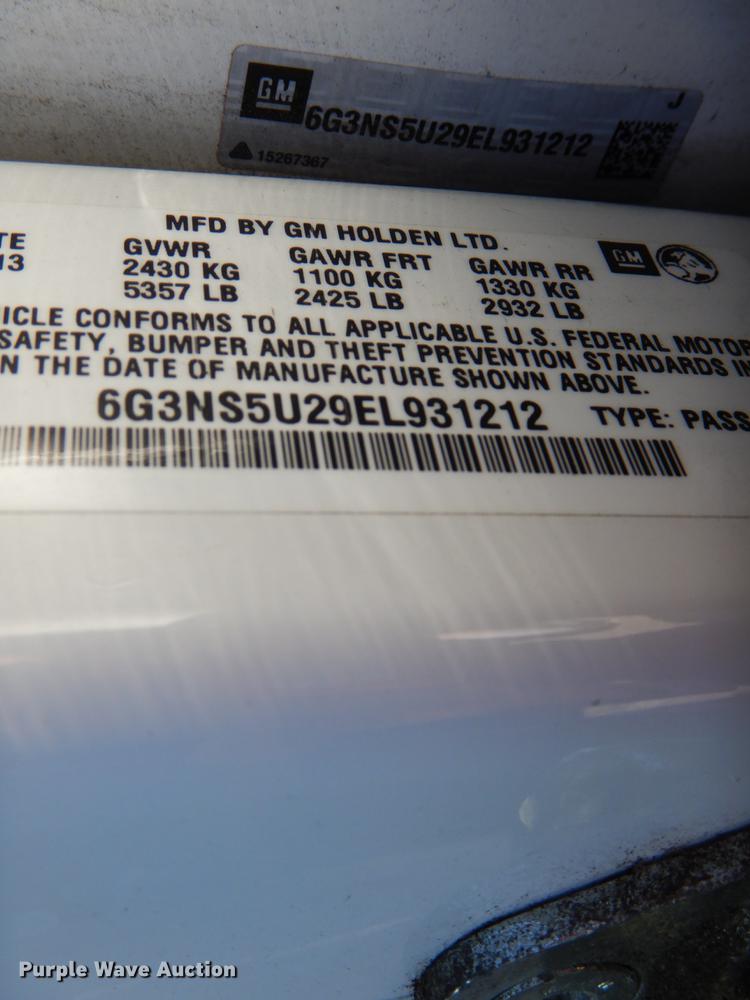 GM
J
6G3NS5U29EL931212
15267367
MFD BY GM HOLDEN LTD.
GM
TE GVWR GAWR FRT GAWR RR
13 2430 KG 1100 KG 1330 KG
5357 LB 2425 LB 2932 LB
ICLE CONFORMS TO ALL APPLICABLE U.S. FEDERAL MOTOR
SAFETY, BUMPER AND THEFT PREVENTION STANDARDS IN
N THE DATE OF MANUFACTURE SHOWN ABOVE.
6G3NS5U29EL931212 TYPE: PASS
Purple Wave Auction